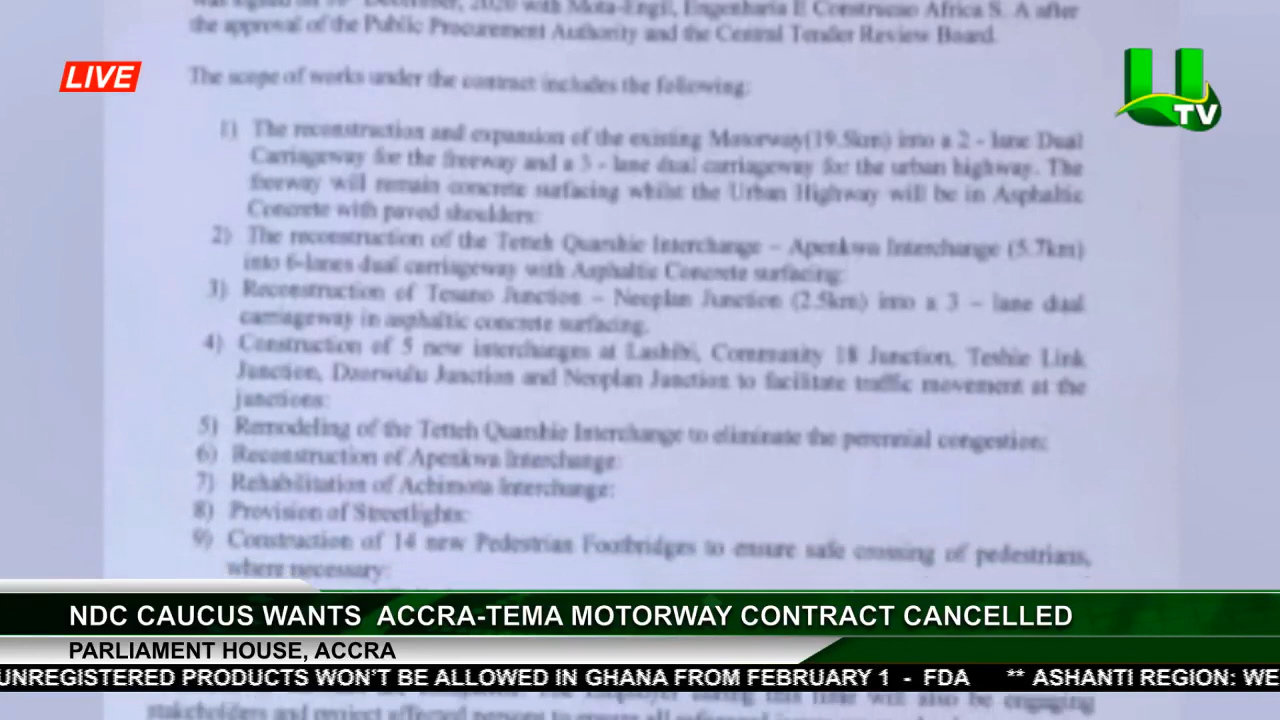 Mota-Engil, Engenharia E Construcao Africa S. A after
the approval of the Public Procurement Authority and the Central Tender Review Board.
LIVE
U
TV
The scope of works under the contract includes the following:
1) The reconstruction and expansion of the existing Motorway(19.5km) into a 2 - lane Dual
Carriageway for the freeway and a 3 - lane dual carriageway for the urban highway. The
freeway will remain concrete surfacing whilst the Urban Highway will be in Asphaltic
Concrete with paved shoulders;
2) The reconstruction of the Tetteh Quarshie Interchange – Apenkwa Interchange (5.7km)
into 6-lanes dual carriageway with Asphaltic Concrete surfacing;
3) Reconstruction of Tesano Junction – Neoplan Junction (2.5km) into a 3 – lane dual
carriageway in asphaltic concrete surfacing.
4) Construction of 5 new interchanges at Lashibi, Community 18 Junction, Teshie Link
Junction, Dzorwulu Junction and Neoplan Junction to facilitate traffic movement at the
junctions;
5) Remodeling of the Tetteh Quarshie Interchange to eliminate the perennial congestion;
6) Reconstruction of Apenkwa Interchange;
7) Rehabilitation of Achimota Interchange;
8) Provision of Streetlights;
9) Construction of 14 new Pedestrian Footbridges to ensure safe crossing of pedestrians,
where necessary;
NDC CAUCUS WANTS ACCRA-TEMA MOTORWAY CONTRACT CANCELLED
PARLIAMENT HOUSE, ACCRA
UNREGISTERED PRODUCTS WON'T BE ALLOWED IN GHANA FROM FEBRUARY 1 - FDA ** ASHANTI REGION: WE